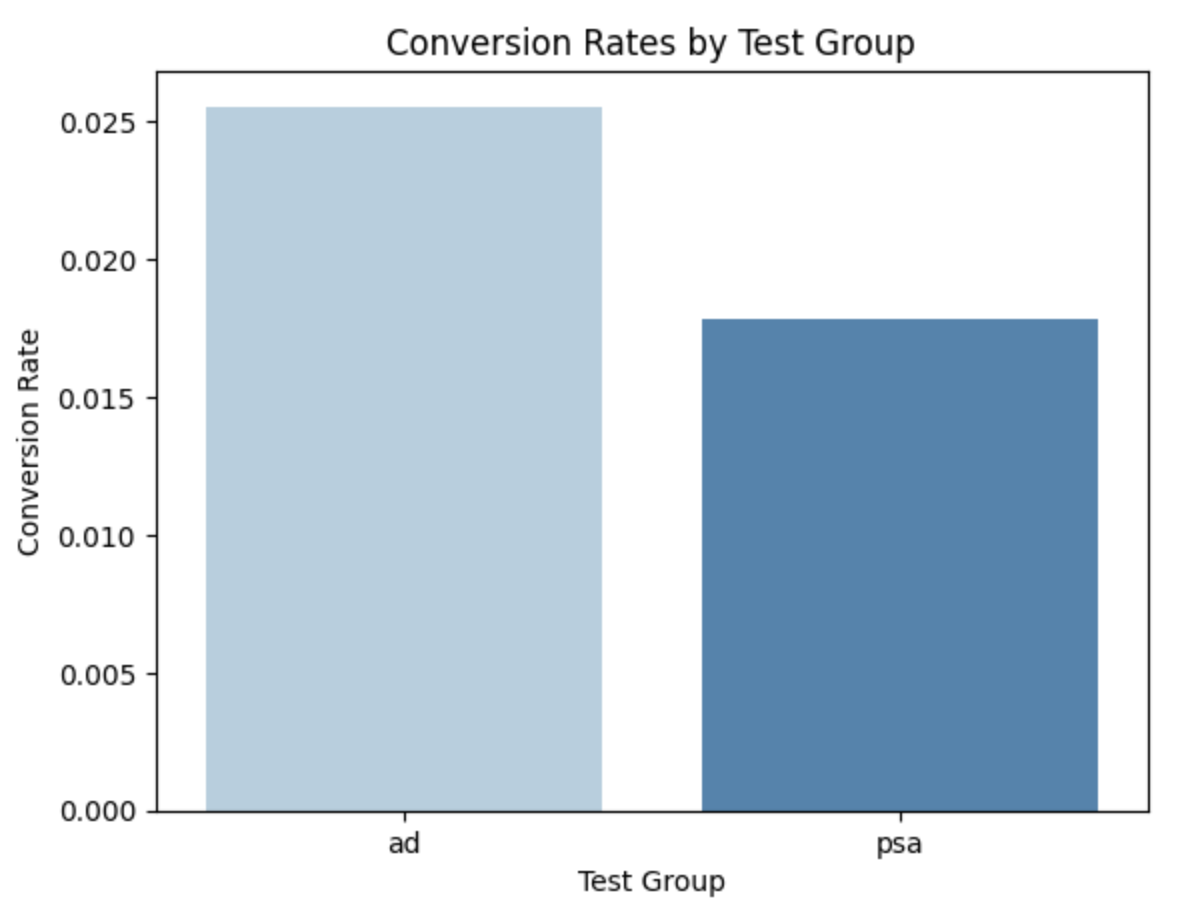 Conversion Rates by Test Group
Conversion Rate
0.025
0.020
0.015
0.010
0.005
0.000
ad
psa
Test Group